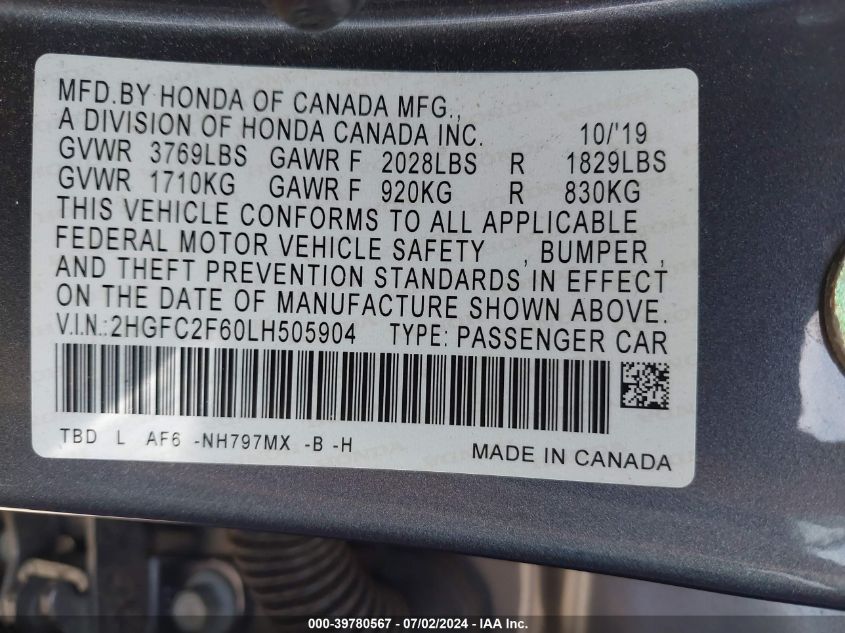 MFD.BY HONDA OF CANADA MFG.,
A DIVISION OF HONDA CANADA INC. 10/'19
GVWR 3769LBS GAWR F 2028LBS R 1829LBS
GVWR 1710KG GAWR F 920KG R 830KG
THIS VEHICLE CONFORMS TO ALL APPLICABLE
FEDERAL MOTOR VEHICLE SAFETY , BUMPER ,
AND THEFT PREVENTION STANDARDS IN EFFECT
ON THE DATE OF MANUFACTURE SHOWN ABOVE.
V.I.N.: 2HGFC2F60LH505904 TYPE: PASSENGER CAR
TBD L AF6 -NH797MX -B -H
MADE IN CANADA
000-39780567 / 07/02/2024 - © IAA Inc.